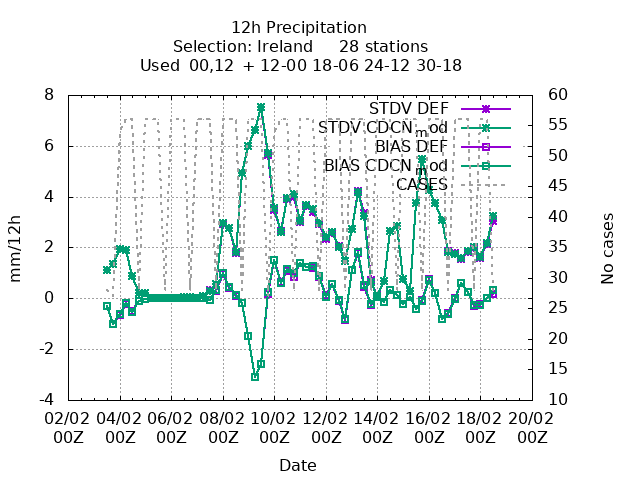 12h Precipitation
Selection: Ireland 28 stations
Used 00,12 + 12-00 18-06 24-12 30-18
8 60
STDV DEF
55
STDV CDCN_mod
6 BIAS DEF 50
BIAS CDCN_mod
CASES 45
4
40
2 35
30
0
25
-2 20
15
-4 10
mm/12h
No cases
02/02 04/02 06/02 08/02 10/02 12/02 14/02 16/02 18/02 20/02
00Z 00Z 00Z 00Z 00Z 00Z 00Z 00Z 00Z 00Z
Date